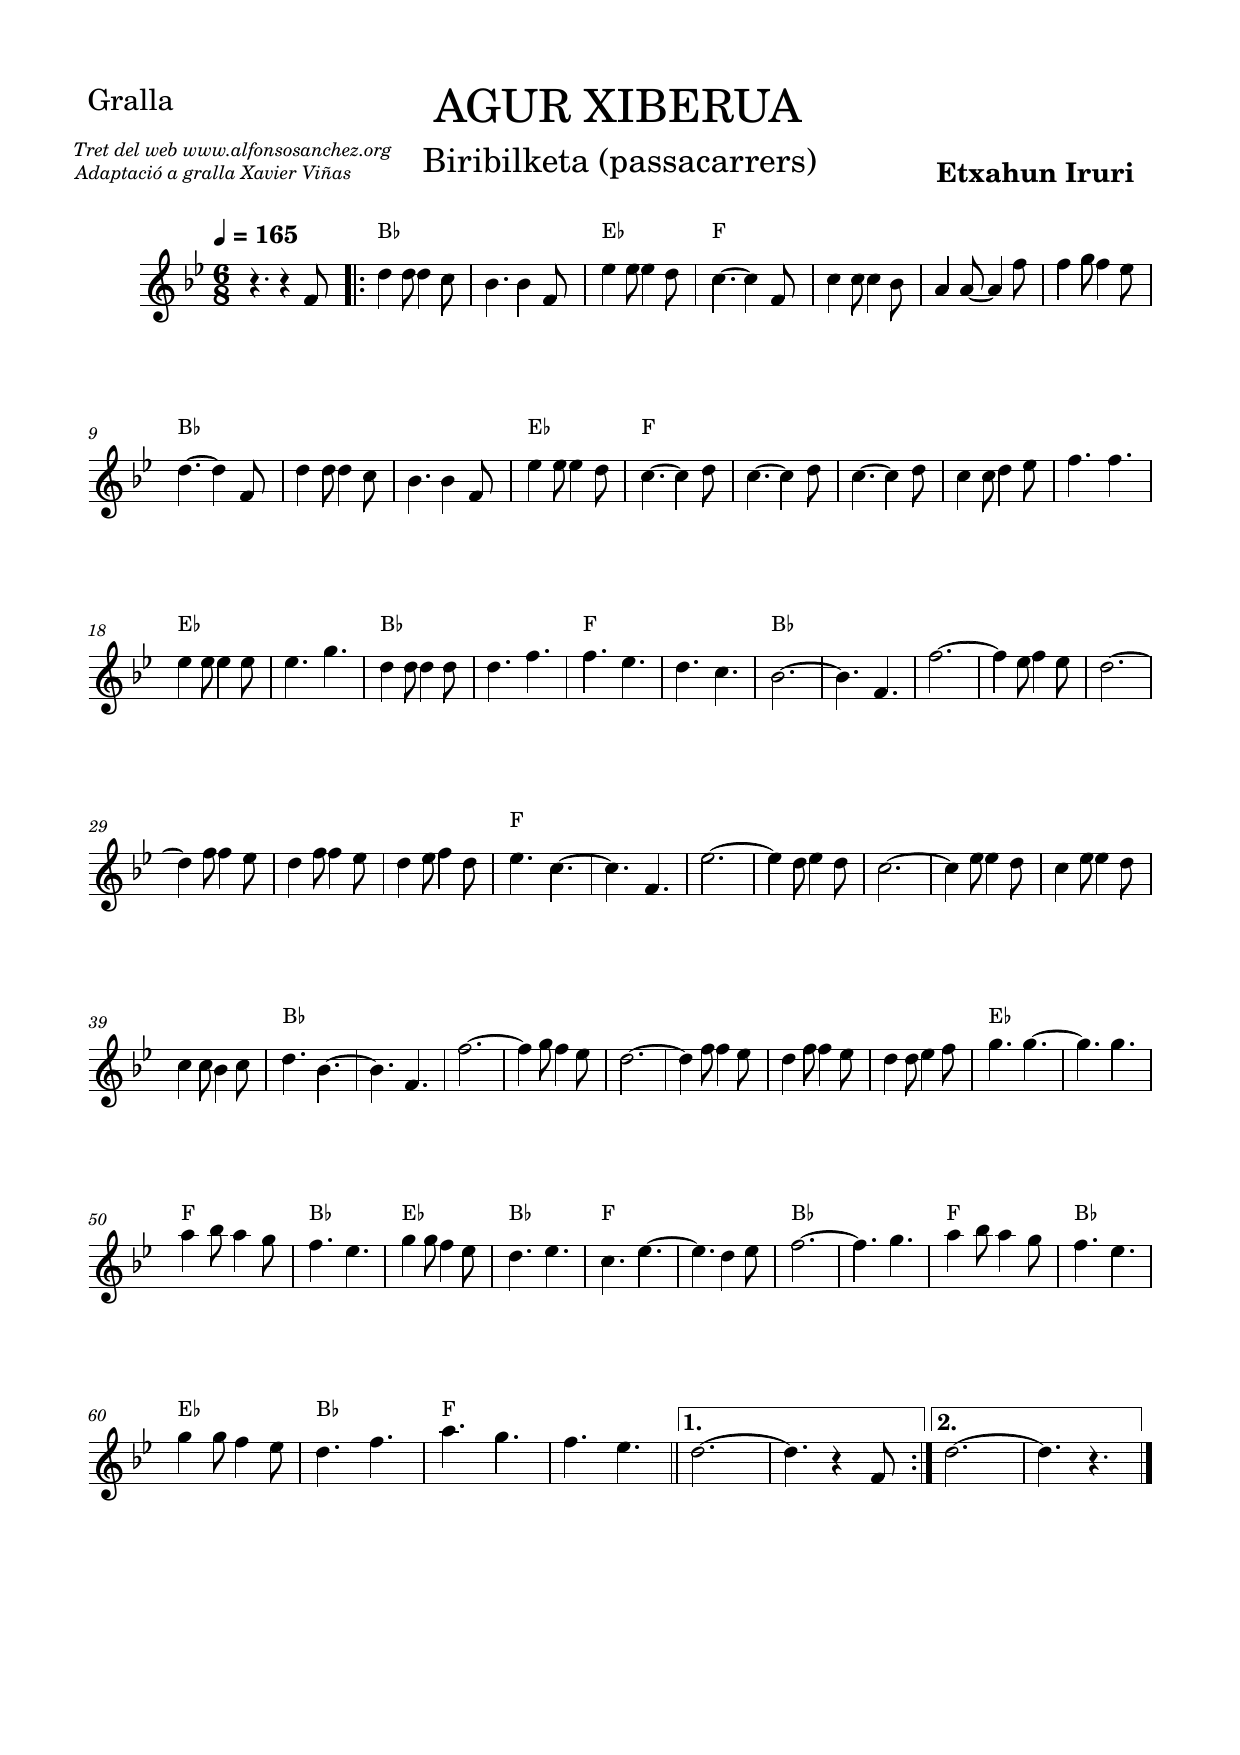 Gralla
AGUR XIBERUA
Tret del web www.alfonsosanchez.org
Adaptació a gralla Xavier Viñas
Biribilketa (passacarrers)
Etxahun Iruri
♩ = 165
B♭ E♭ F
6
8
9
B♭ E♭ F
18
E♭ B♭ F B♭
29
F
39
B♭ E♭
50
F B♭ E♭ B♭ F B♭ F B♭
60
E♭ B♭ F
1. 2.